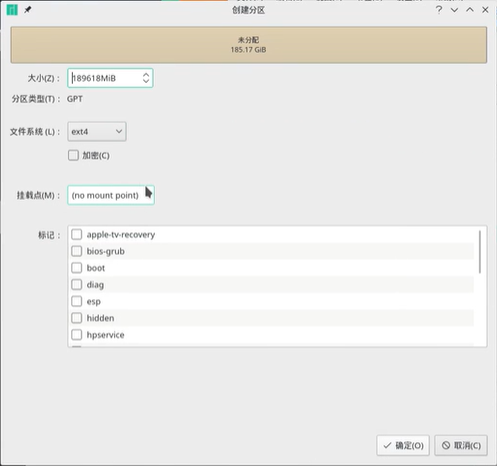 创建分区
未分配
185.17 GiB
大小(Z)： 189618MiB
分区类型(T)： GPT
文件系统 (L)： ext4
加密(C)
挂载点(M)： (no mount point)
标记： apple-tv-recovery
bios-grub
boot
diag
esp
hidden
hpservice
确定(O) 取消(C)